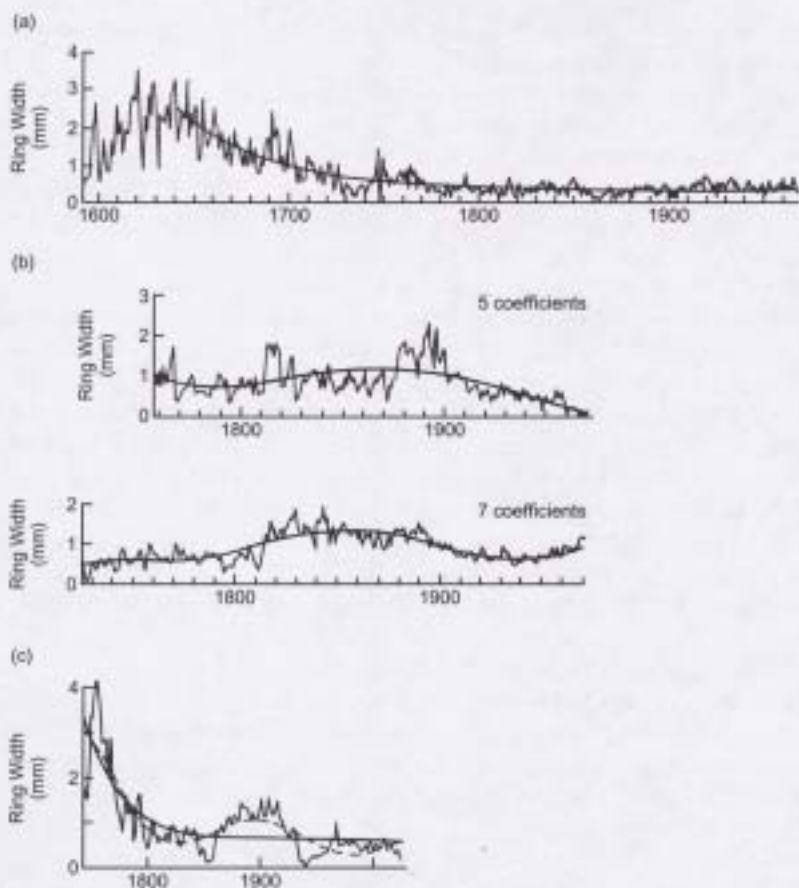 (a)
Ring Width
(mm)
4
3
2
1
0
1600 1700 1800 1900
(b)
5 coefficients
Ring Width
(mm)
3
2
1
0
1800 1900
7 coefficients
Ring Width
(mm)
2
1
0
1800 1900
(c)
Ring Width
(mm)
4
2
0
1800 1900